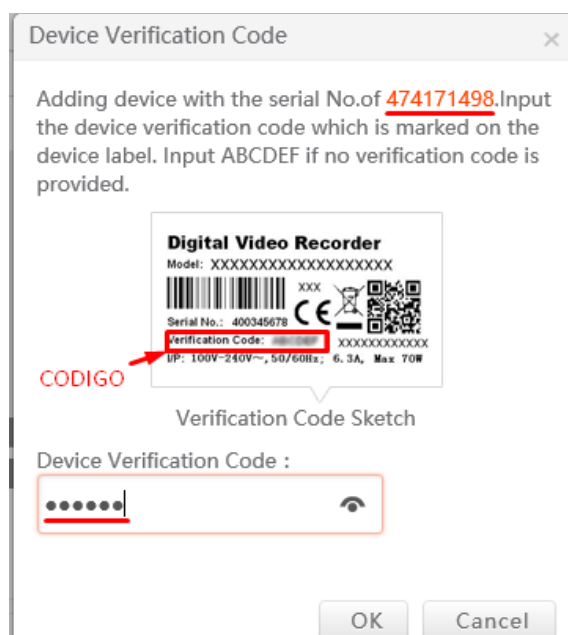 Device Verification Code
Adding device with the serial No.of 474171498.Input
the device verification code which is marked on the
device label. Input ABCDEF if no verification code is
provided.
Digital Video Recorder
Model: XXXXXXXXXXXXXXXXXXX
XXX
CE
Serial No.: 400345678
Verification Code:
XXXXXXXXXXXX
I/P: 100V-240V~, 50/60Hz; 6.3A, Max 70W
CODIGO
Verification Code Sketch
Device Verification Code :
OK Cancel